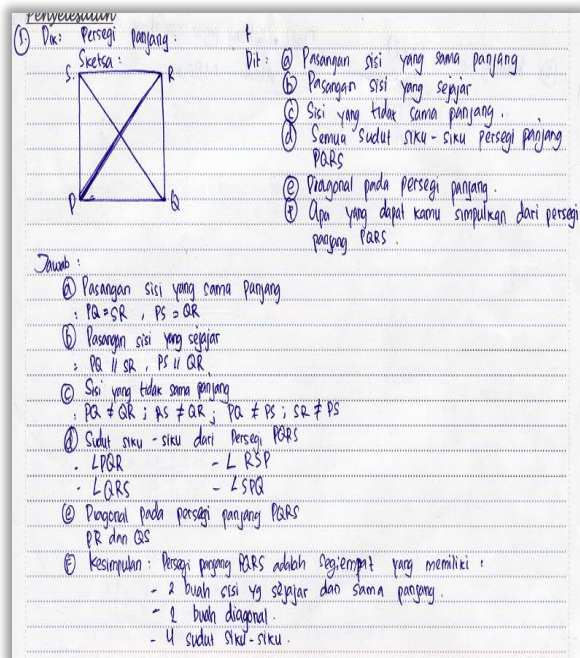 Penyelesaian
① Dik: Persegi panjang.
Sketsa:
S R
P Q
Dit: ⓐ Pasangan sisi yang sama panjang
ⓑ Pasangan sisi yang sejajar
ⓒ Sisi yang tidak sama panjang.
ⓓ Semua sudut siku-siku persegi panjang
PQRS
ⓔ Diagonal pada persegi panjang.
ⓕ Apa yang dapat kamu simpulkan dari persegi
panjang PQRS.
Jawab:
ⓐ Pasangan sisi yang sama panjang
: PQ = SR, PS = QR
ⓑ Pasangan sisi yang sejajar
: PQ // SR, PS // QR
ⓒ Sisi yang tidak sama panjang
: PQ ≠ QR; RS ≠ QR; PQ ≠ PS; SR ≠ PS
ⓓ Sudut siku-siku dari Persegi PQRS
- ∠PQR - ∠RSP
- ∠QRS - ∠SPQ
ⓔ Diagonal pada persegi panjang PQRS
PR dan QS
ⓕ Kesimpulan: Persegi panjang PQRS adalah segiempat yang memiliki:
- 2 buah sisi yg sejajar dan sama panjang.
- 2 buah diagonal.
- 4 sudut siku-siku.